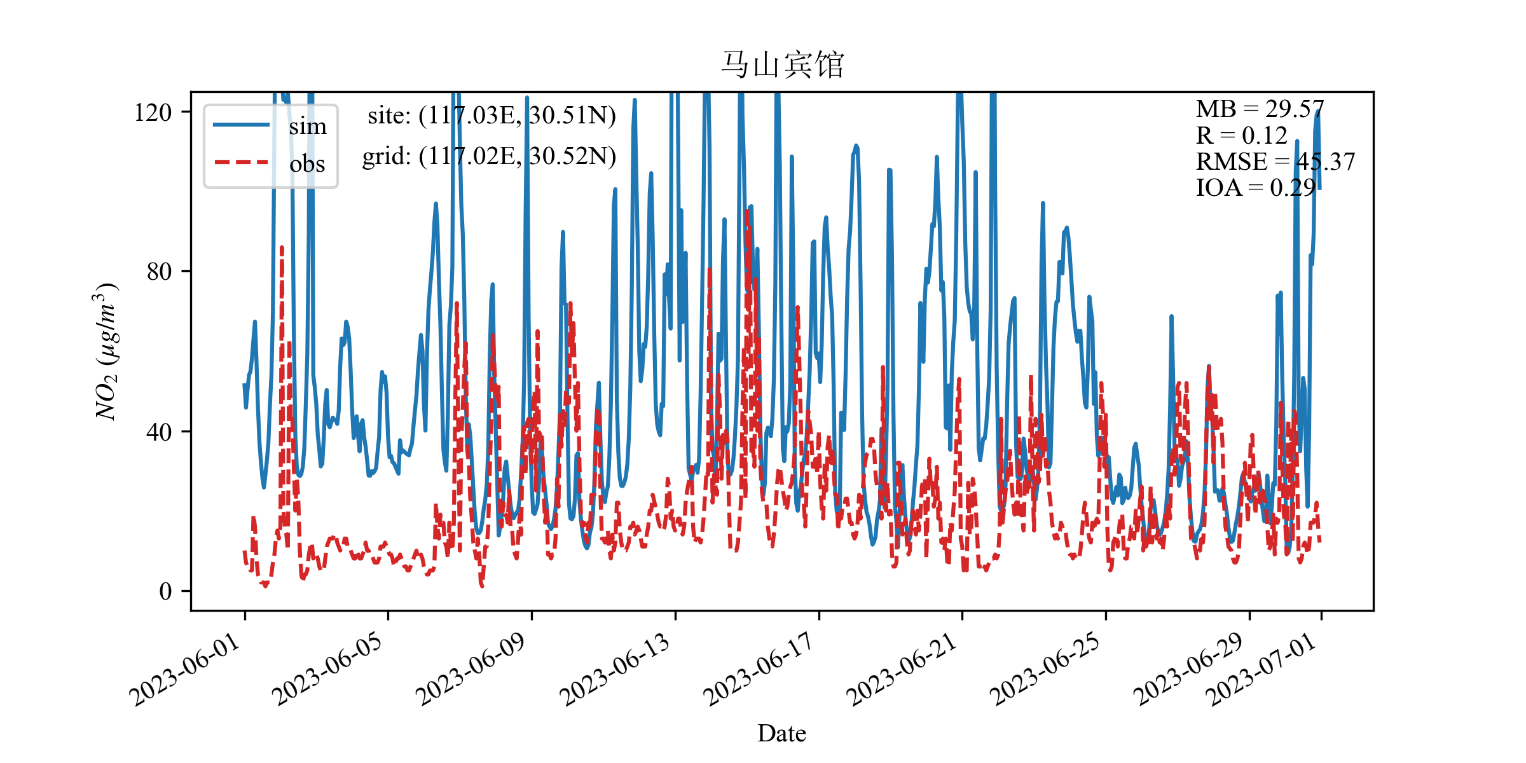 马山宾馆
sim
obs
site: (117.03E, 30.51N)
grid: (117.02E, 30.52N)
MB = 29.57
R = 0.12
RMSE = 45.37
IOA = 0.29
120
80
40
0
NO₂ (μg/m³)
2023-06-01
2023-06-05
2023-06-09
2023-06-13
2023-06-17
2023-06-21
2023-06-25
2023-06-29
2023-07-01
Date